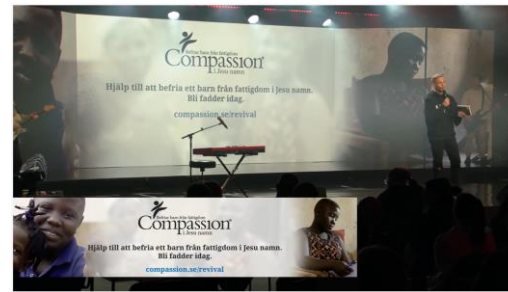 Befriar barn från fattigdom
Compassion
i Jesu namn
Hjälp till att befria ett barn från fattigdom i Jesu namn.
Bli fadder idag.
compassion.se/revival
Befriar barn från fattigdom
Compassion
i Jesu namn
Hjälp till att befria ett barn från fattigdom i Jesu namn.
Bli fadder idag.
compassion.se/revival